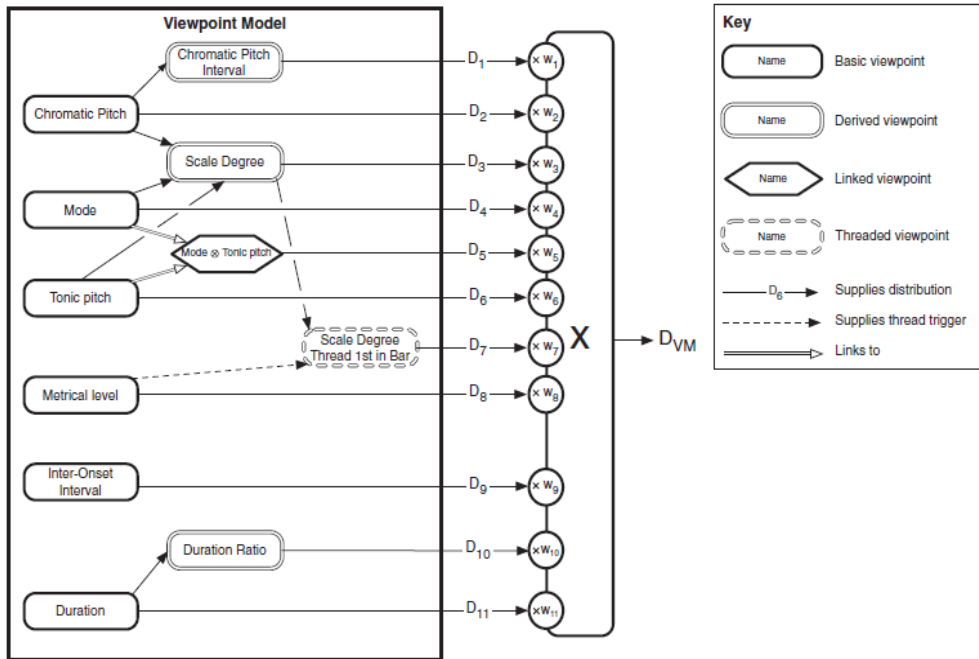 Viewpoint Model
Chromatic Pitch
Interval
Chromatic Pitch
Scale Degree
Mode
Mode ⊗ Tonic pitch
Tonic pitch
Scale Degree
Thread 1st in Bar
Metrical level
Inter-Onset
Interval
Duration Ratio
Duration
D1
D2
D3
D4
D5
D6
D7
D8
D9
D10
D11
× w1
× w2
× w3
× w4
× w5
× w6
× w7
× w8
× w9
× w10
× w11
X
DVM
Key
Name Basic viewpoint
Name Derived viewpoint
Name Linked viewpoint
Name Threaded viewpoint
D6 Supplies distribution
Supplies thread trigger
Links to